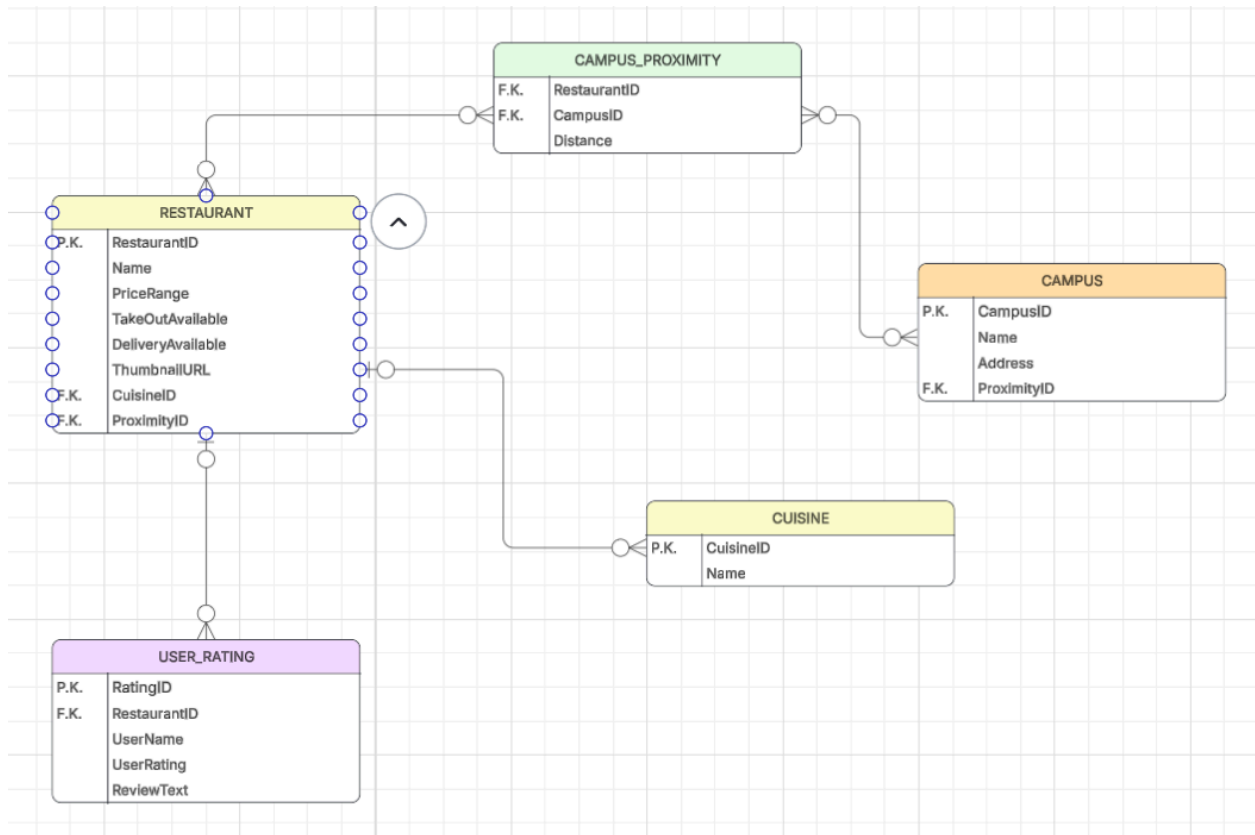 CAMPUS_PROXIMITY
F.K. RestaurantID
F.K. CampusID
Distance
RESTAURANT
P.K. RestaurantID
Name
PriceRange
TakeOutAvailable
DeliveryAvailable
ThumbnailURL
F.K. CuisineID
F.K. ProximityID
CAMPUS
P.K. CampusID
Name
Address
F.K. ProximityID
CUISINE
P.K. CuisineID
Name
USER_RATING
P.K. RatingID
F.K. RestaurantID
UserName
UserRating
ReviewText